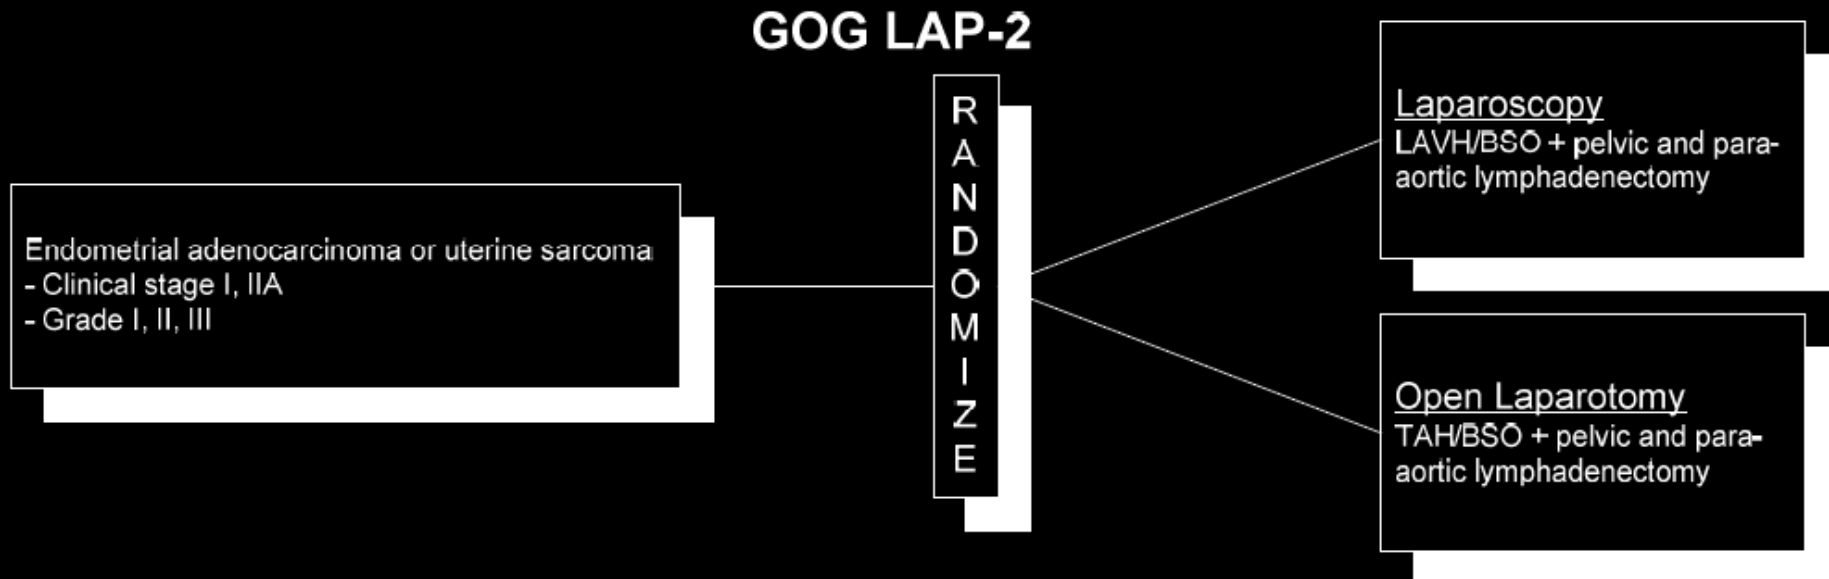 GOG LAP-2
Endometrial adenocarcinoma or uterine sarcoma
- Clinical stage I, IIA
- Grade I, II, III
RANDOMIZE
Laparoscopy
LAVH/BSO + pelvic and para-
aortic lymphadenectomy
Open Laparotomy
TAH/BSO + pelvic and para-
aortic lymphadenectomy